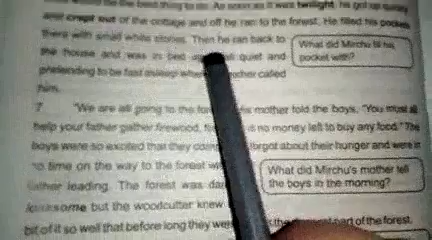 the best thing to do. As soon as it was twilight, he got up
and crept out of the cottage and off he ran to the forest. He filled his pockets
there with small white stones. Then he ran back to
the house and was in bed quiet and
pretending to be fast asleep when mother called
him.
What did Mirchu fill his
pocket with?
7 "We are all going to the his mother told the boys. "You must all
help your father gather firewood, is no money left to buy any food." The
boys were so excited that they forgot about their hunger and were in
no time on the way to the forest
father leading. The forest was
lonesome but the woodcutter knew
bit of it so well that before long they the part of the forest.
What did Mirchu's mother tell
the boys in the morning?